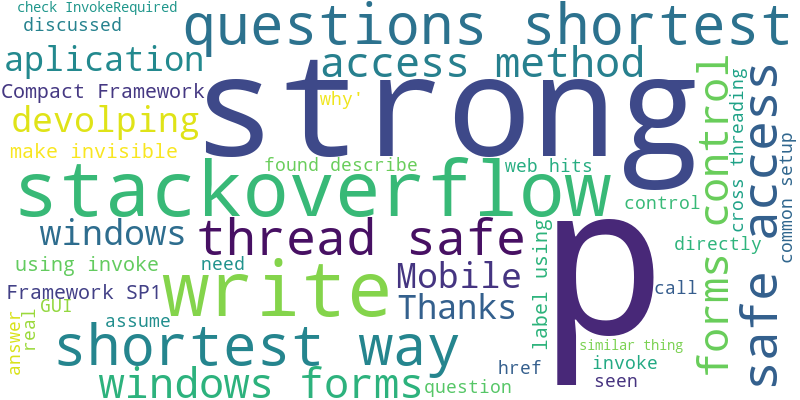 check InvokeRequired
discussed
questions shortest
aplication
access method
strong
Compact Framework
why'
devolping
make invisible
found describe
web hits
stackoverflow
control
forms control
cross threading
safe access
common setup
windows
thread safe
directly
using invoke
need
write
Mobile
label using
call
Framework SP1
GUI
Thanks
p
answer
real
assume
shortest way
similar thing
invoke
href
seen
windows forms
question